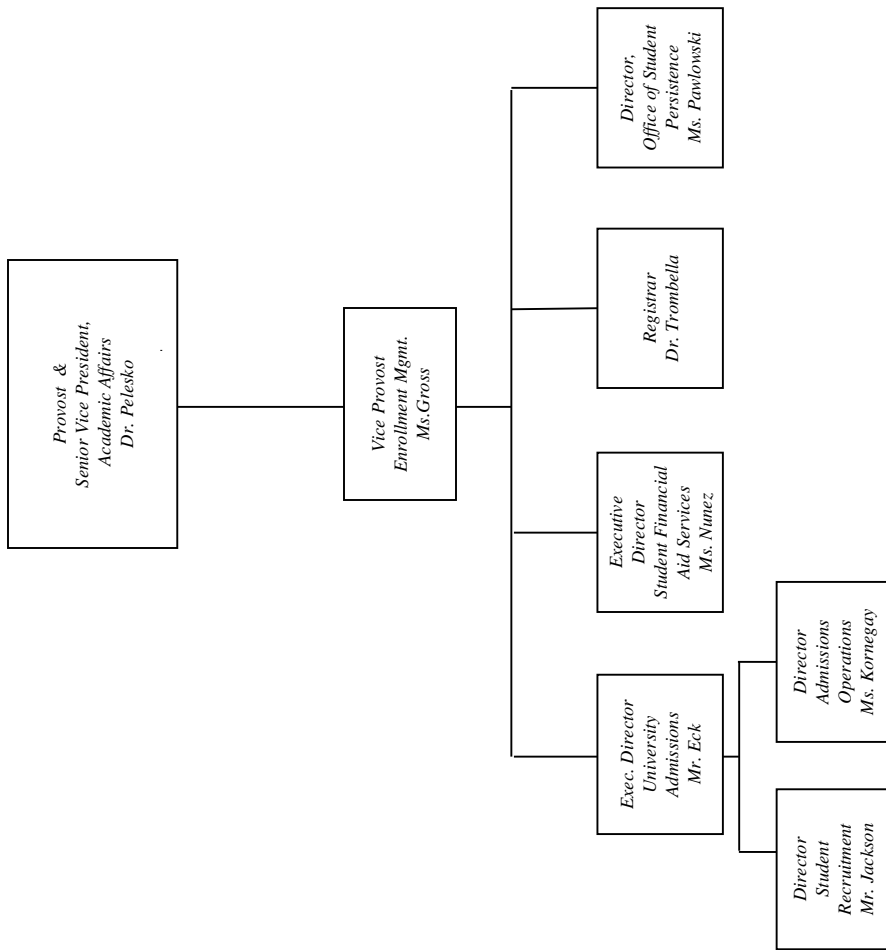 Provost &
Senior Vice President,
Academic Affairs
Dr. Pelesko
Vice Provost
Enrollment Mgmt.
Ms.Gross
Exec. Director
University
Admissions
Mr. Eck
Executive
Director
Student Financial
Aid Services
Ms. Nunez
Registrar
Dr. Trombella
Director,
Office of Student
Persistence
Ms. Pawlowski
Director
Student
Recruitment
Mr. Jackson
Director
Admissions
Operations
Ms. Kornegay